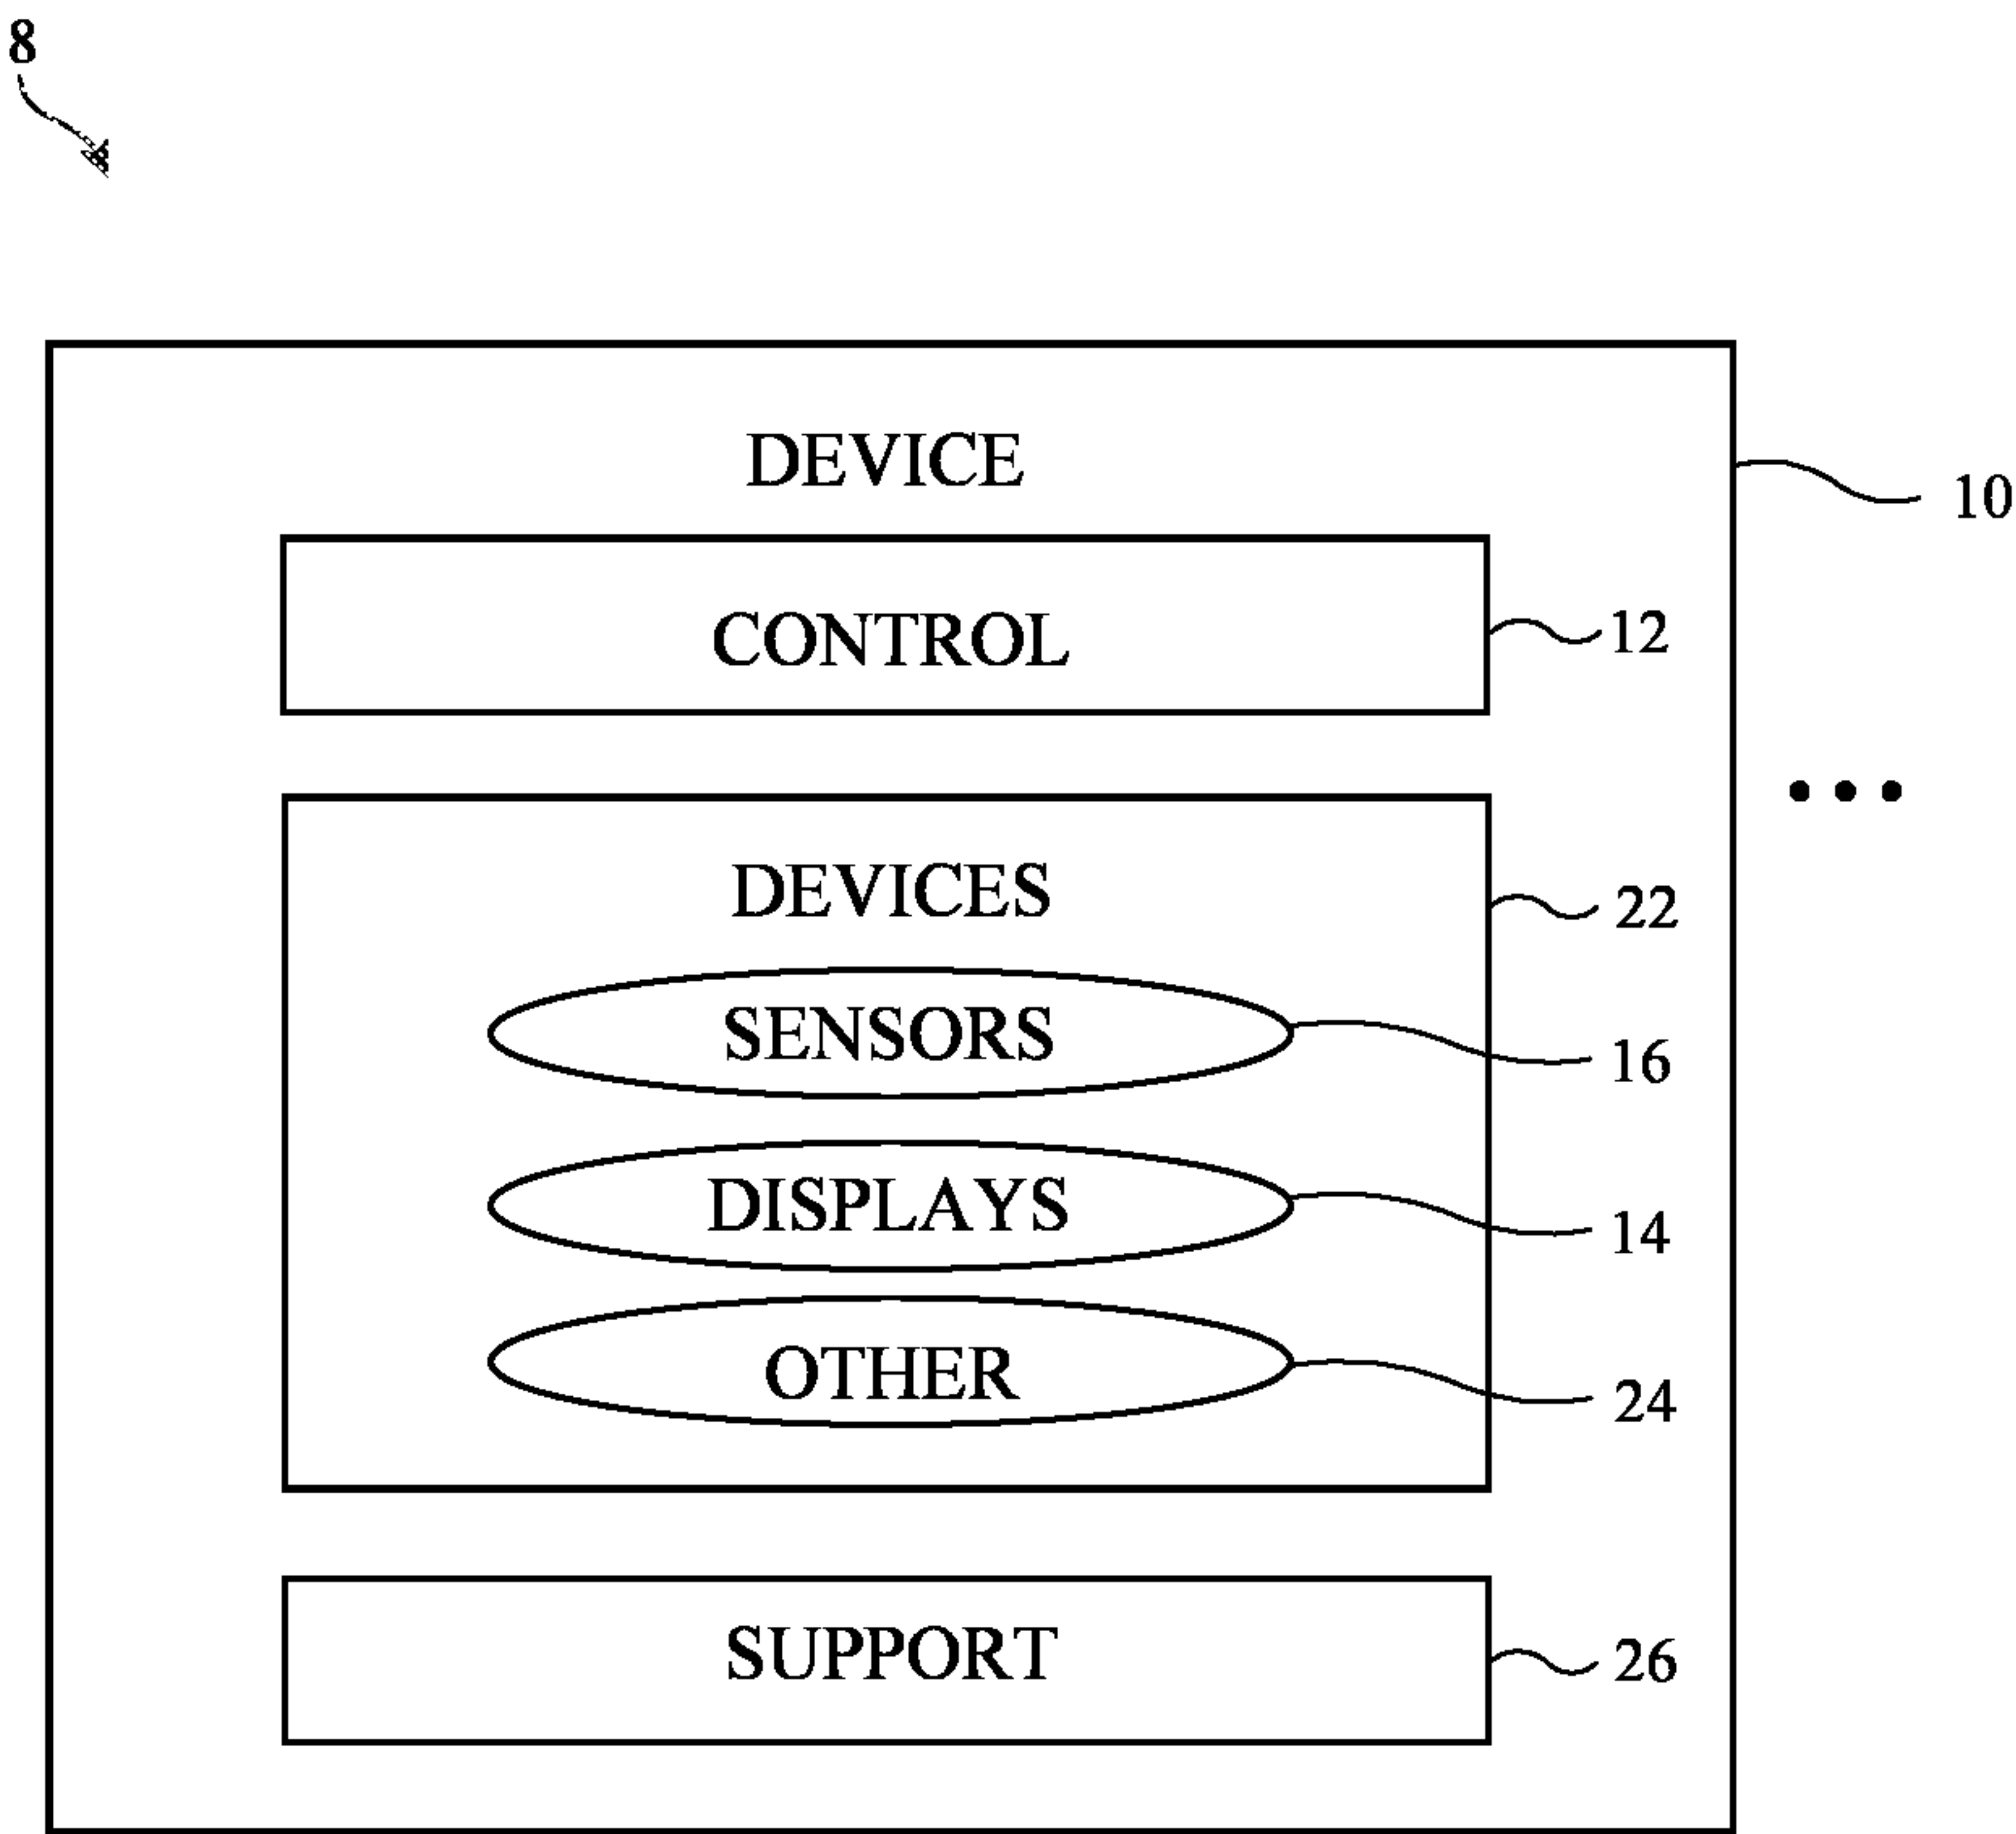 8
DEVICE
10
CONTROL
12
DEVICES
22
SENSORS
16
DISPLAYS
14
OTHER
24
SUPPORT
26